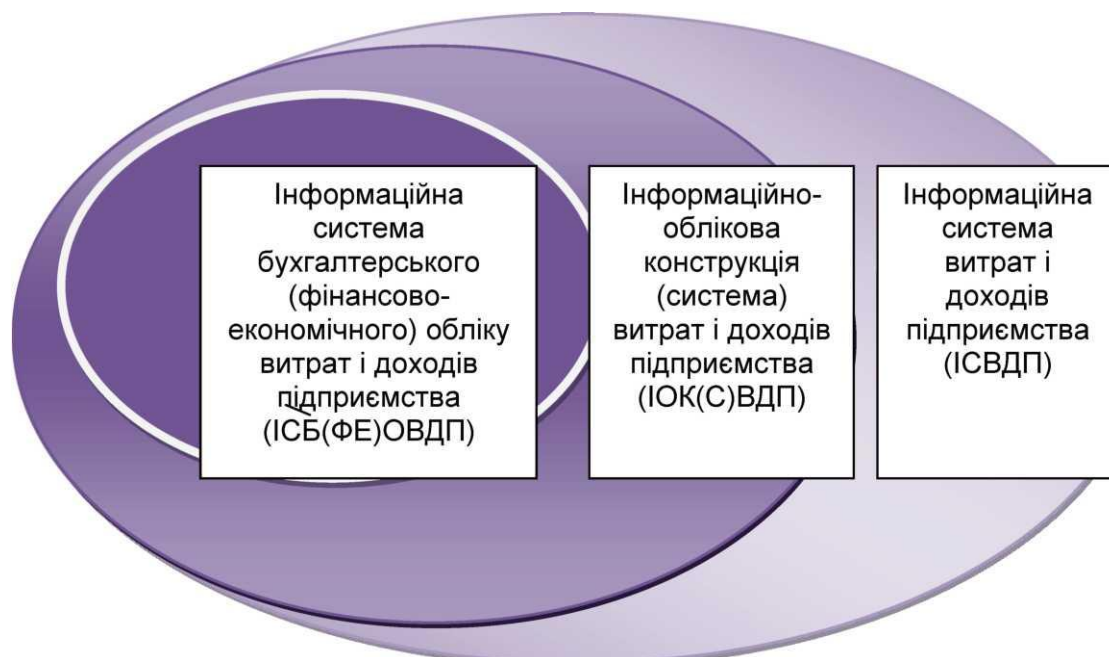 Інформаційна
система
бухгалтерського
(фінансово-
економічного) обліку
витрат і доходів
підприємства
(ІСБ(ФЕ)ОВДП)
Інформаційно-
облікова
конструкція
(система)
витрат і доходів
підприємства
(ІОК(С)ВДП)
Інформаційна
система
витрат і
доходів
підприємства
(ІСВДП)